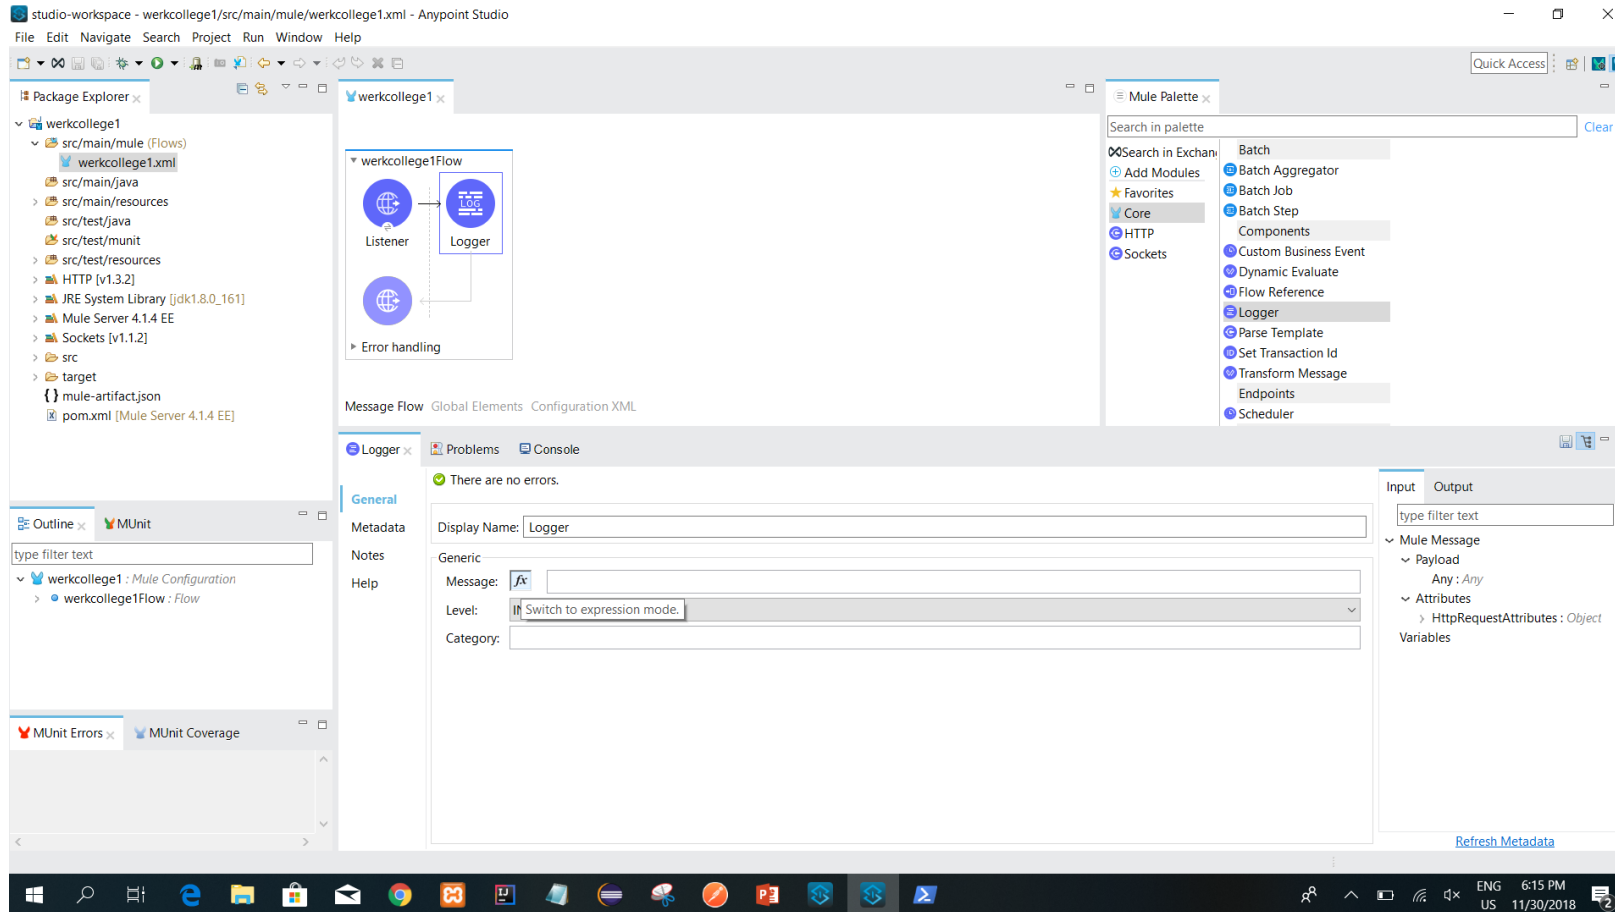 studio-workspace - werkcollege1/src/main/mule/werkcollege1.xml - Anypoint Studio
File Edit Navigate Search Project Run Window Help
Quick Access
Package Explorer
werkcollege1
src/main/mule (Flows)
werkcollege1.xml
src/main/java
src/main/resources
src/test/java
src/test/munit
src/test/resources
HTTP [v1.3.2]
JRE System Library [jdk1.8.0_161]
Mule Server 4.1.4 EE
Sockets [v1.1.2]
src
target
mule-artifact.json
pom.xml [Mule Server 4.1.4 EE]
werkcollege1
werkcollege1Flow
LOG
Listener
Logger
Error handling
Message Flow Global Elements Configuration XML
Mule Palette
Search in palette
Clear
Search in Exchan
Add Modules
Favorites
Core
HTTP
Sockets
Batch
Batch Aggregator
Batch Job
Batch Step
Components
Custom Business Event
Dynamic Evaluate
Flow Reference
Logger
Parse Template
Set Transaction Id
Transform Message
Endpoints
Scheduler
Outline MUnit
type filter text
werkcollege1 : Mule Configuration
werkcollege1Flow : Flow
MUnit Errors MUnit Coverage
Logger Problems Console
There are no errors.
General
Metadata
Notes
Help
Display Name: Logger
Generic
Message: fx
Level: IN
Switch to expression mode.
Category:
Input Output
type filter text
Mule Message
Payload
Any : Any
Attributes
HttpRequestAttributes : Object
Variables
Refresh Metadata
ENG
US
6:15 PM
11/30/2018
2